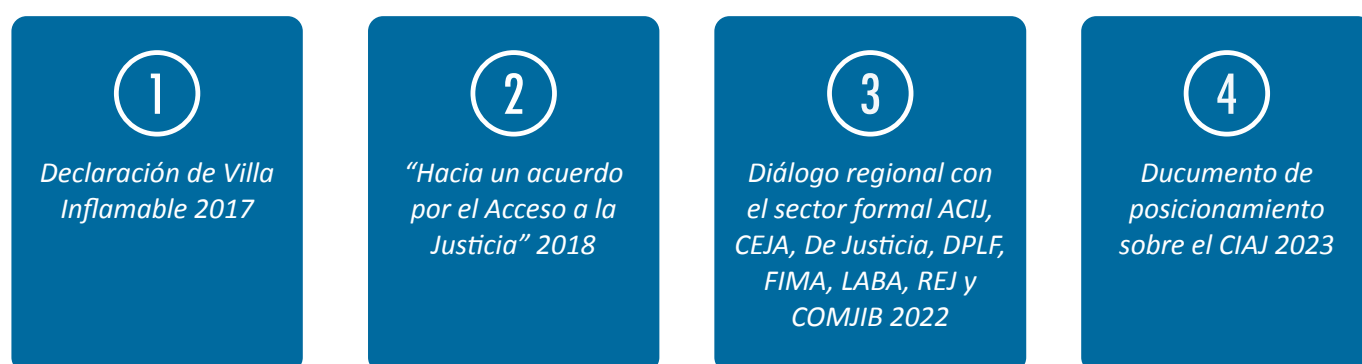 1
Declaración de Villa
Inflamable 2017
2
“Hacia un acuerdo
por el Acceso a la
Justicia” 2018
3
Diálogo regional con
el sector formal ACIJ,
CEJA, De Justicia, DPLF,
FIMA, LABA, REJ y
COMJIB 2022
4
Ducumento de
posicionamiento
sobre el CIAJ 2023